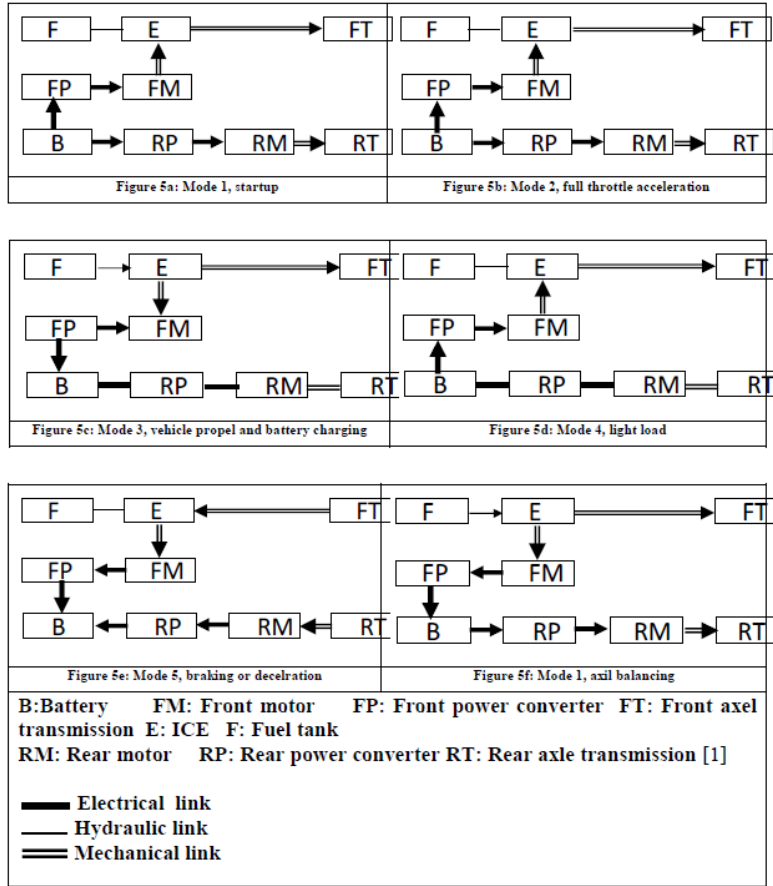 F E FT
FP FM
B RP RM RT
Figure 5a: Mode 1, startup
F E FT
FP FM
B RP RM RT
Figure 5b: Mode 2, full throttle acceleration
F E FT
FP FM
B RP RM RT
Figure 5c: Mode 3, vehicle propel and battery charging
F E FT
FP FM
B RP RM RT
Figure 5d: Mode 4, light load
F E FT
FP FM
B RP RM RT
Figure 5e: Mode 5, braking or decelration
F E FT
FP FM
B RP RM RT
Figure 5f: Mode 1, axil balancing
B:Battery FM: Front motor FP: Front power converter FT: Front axel
transmission E: ICE F: Fuel tank
RM: Rear motor RP: Rear power converter RT: Rear axle transmission [1]
Electrical link
Hydraulic link
Mechanical link